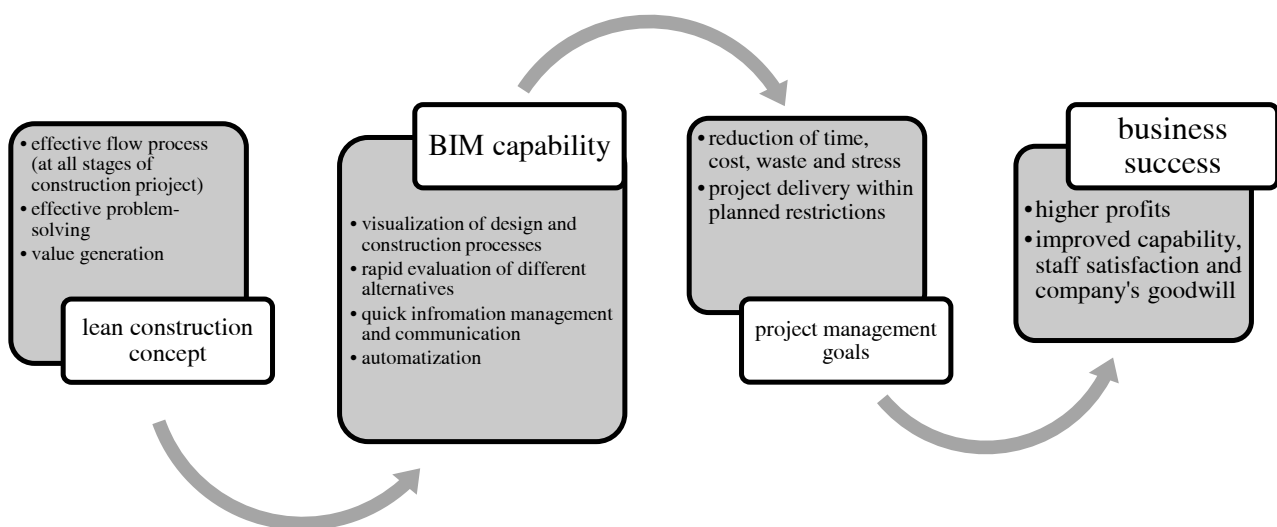 • effective flow process
(at all stages of
construction prioject)
• effective problem-
solving
• value generation
lean construction
concept
BIM capability
• visualization of design and
construction processes
• rapid evaluation of different
alternatives
• quick infromation management
and communication
• automatization
• reduction of time,
cost, waste and stress
• project delivery within
planned restrictions
project management
goals
business
success
• higher profits
• improved capability,
staff satisfaction and
company's goodwill